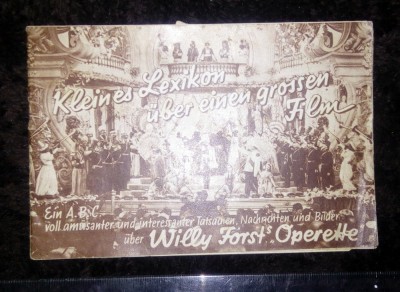 Kleines Lexikon
über einen grossen
Film
Ein A.B.C.
voll amüsanter und interessanter Tatsachen, Nachrichten und Bilder
über Willy Forst's „Operette"